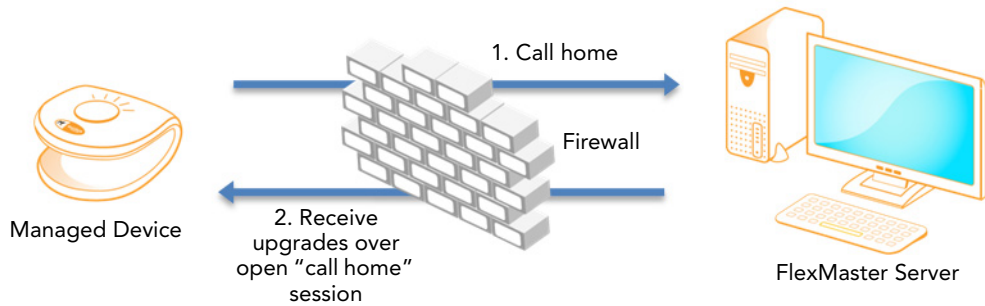 1. Call home
Firewall
Managed Device
2. Receive
upgrades over
open “call home”
session
FlexMaster Server